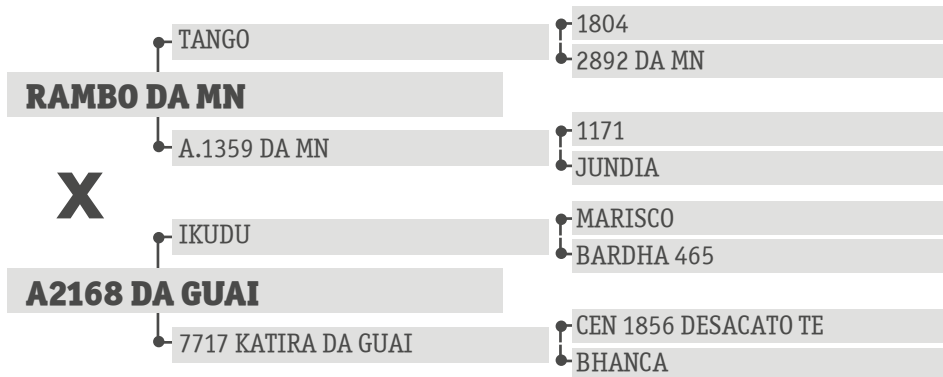 TANGO
1804
2892 DA MN
RAMBO DA MN
A.1359 DA MN
1171
JUNDIA
X
IKUDU
MARISCO
BARDHA 465
A2168 DA GUAI
7717 KATIRA DA GUAI
CEN 1856 DESACATO TE
BHANCA